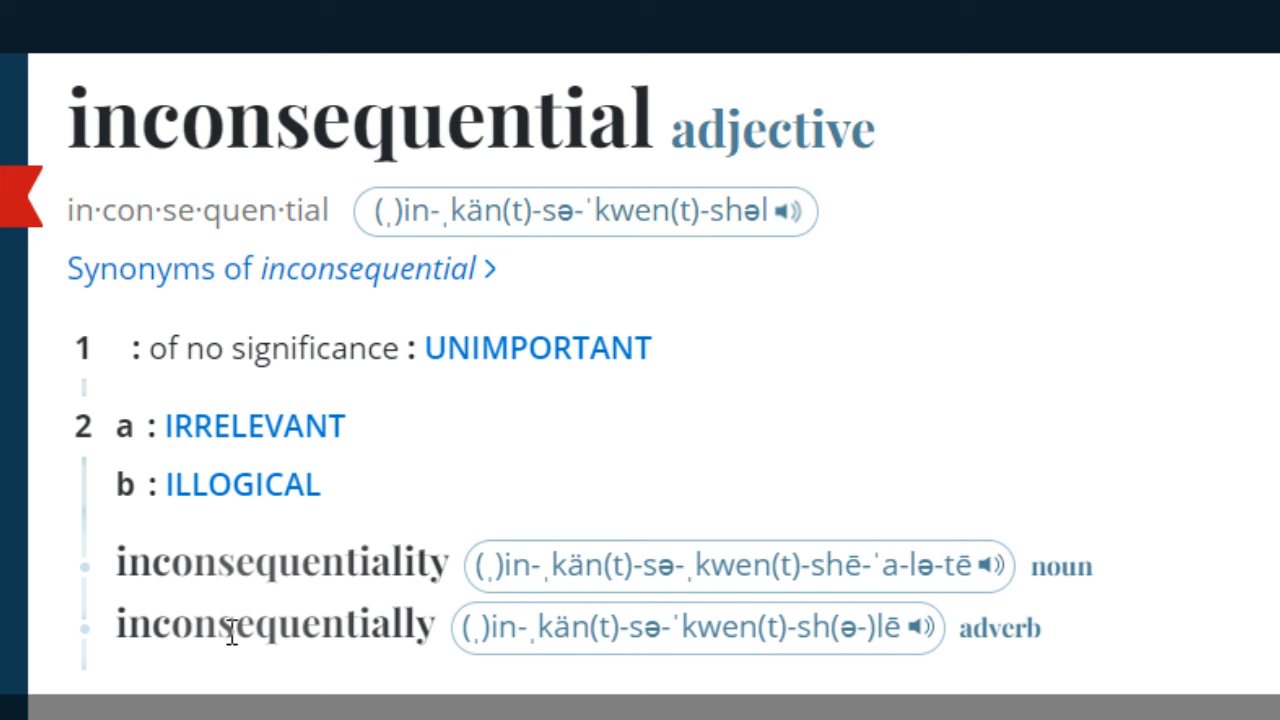 inconsequential adjective
in·con·se·quen·tial (ˌ)in-ˌkän(t)-sə-ˈkwen(t)-shəl
Synonyms of inconsequential
1 : of no significance : UNIMPORTANT
2 a : IRRELEVANT
b : ILLOGICAL
inconsequentiality (ˌ)in-ˌkän(t)-sə-ˌkwen(t)-shē-ˈa-lə-tē noun
inconsequentially (ˌ)in-ˌkän(t)-sə-ˈkwen(t)-sh(ə-)lē adverb